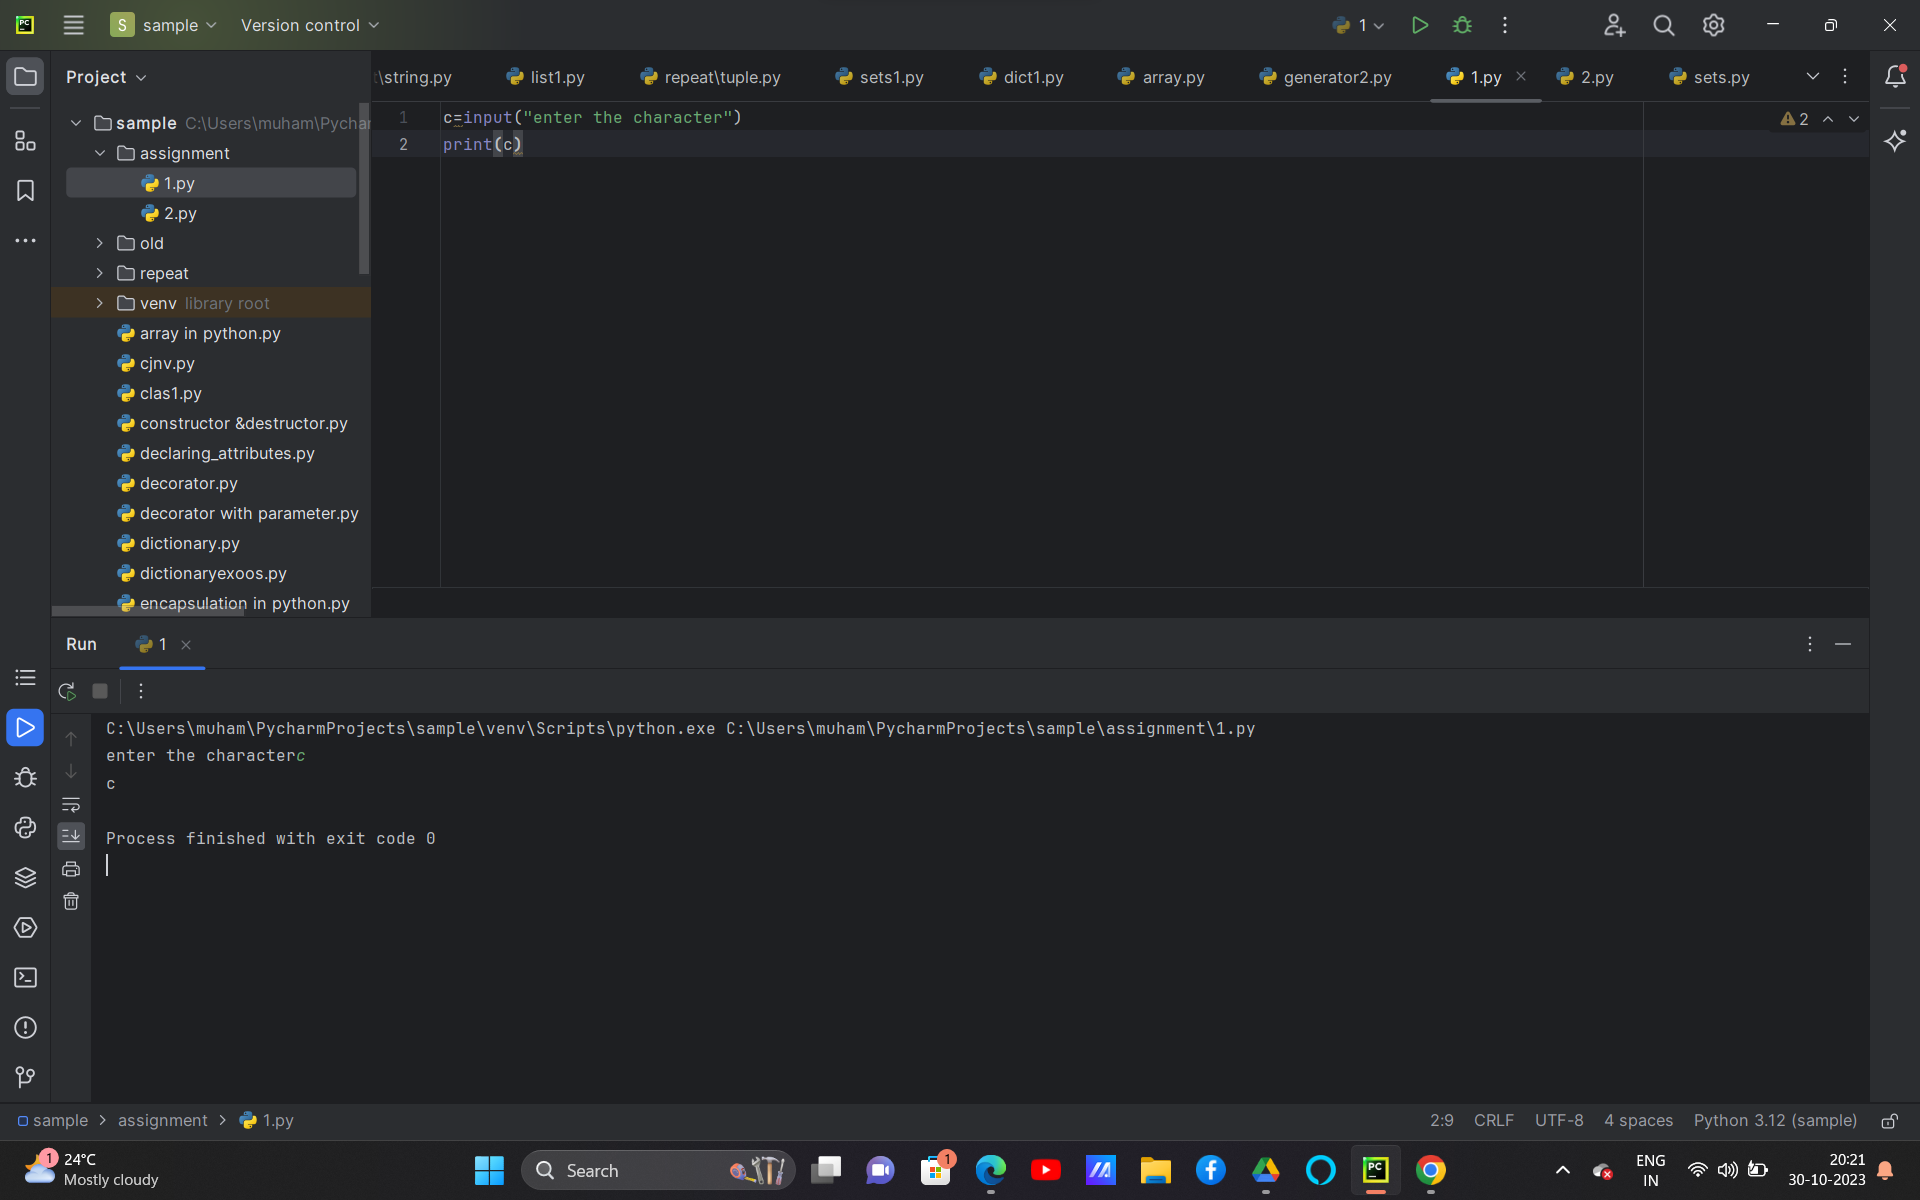 PC
S sample
Version control
1
Project
t\string.py
list1.py
repeat\tuple.py
sets1.py
dict1.py
array.py
generator2.py
1.py
2.py
sets.py
sample C:\Users\muham\Pychar
assignment
1.py
2.py
old
repeat
venv library root
array in python.py
cjnv.py
clas1.py
constructor &destructor.py
declaring_attributes.py
decorator.py
decorator with parameter.py
dictionary.py
dictionaryexoos.py
encapsulation in python.py
1 c=input("enter the character")
2 print(c)
2
Run
1
C:\Users\muham\PycharmProjects\sample\venv\Scripts\python.exe C:\Users\muham\PycharmProjects\sample\assignment\1.py
enter the characterc
c
Process finished with exit code 0
sample > assignment > 1.py
2:9 CRLF UTF-8 4 spaces Python 3.12 (sample)
1
24°C
Mostly cloudy
Search
1
PC
ENG
IN
20:21
30-10-2023